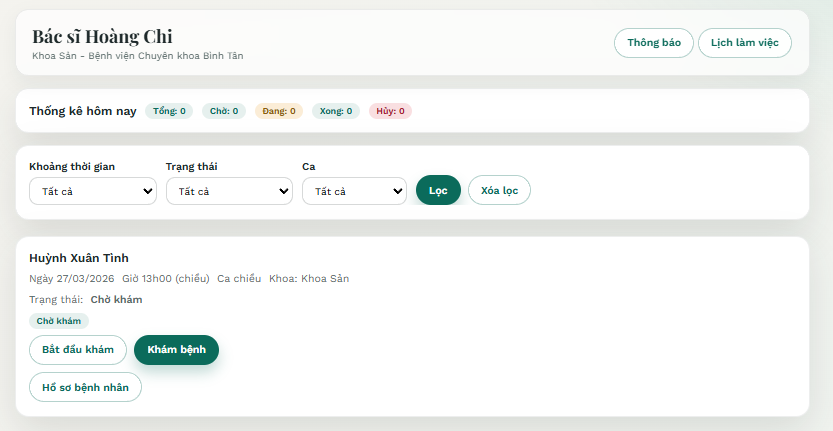 Bác sĩ Hoàng Chi
Khoa Sản - Bệnh viện Chuyên khoa Bình Tân
Thông báo
Lịch làm việc
Thống kê hôm nay
Tổng: 0
Chờ: 0
Đang: 0
Xong: 0
Hủy: 0
Khoảng thời gian
Trạng thái
Ca
Tất cả
Tất cả
Tất cả
Lọc
Xóa lọc
Huỳnh Xuân Tình
Ngày 27/03/2026 Giờ 13h00 (chiều) Ca chiều Khoa: Khoa Sản
Trạng thái: Chờ khám
Chờ khám
Bắt đầu khám
Khám bệnh
Hồ sơ bệnh nhân